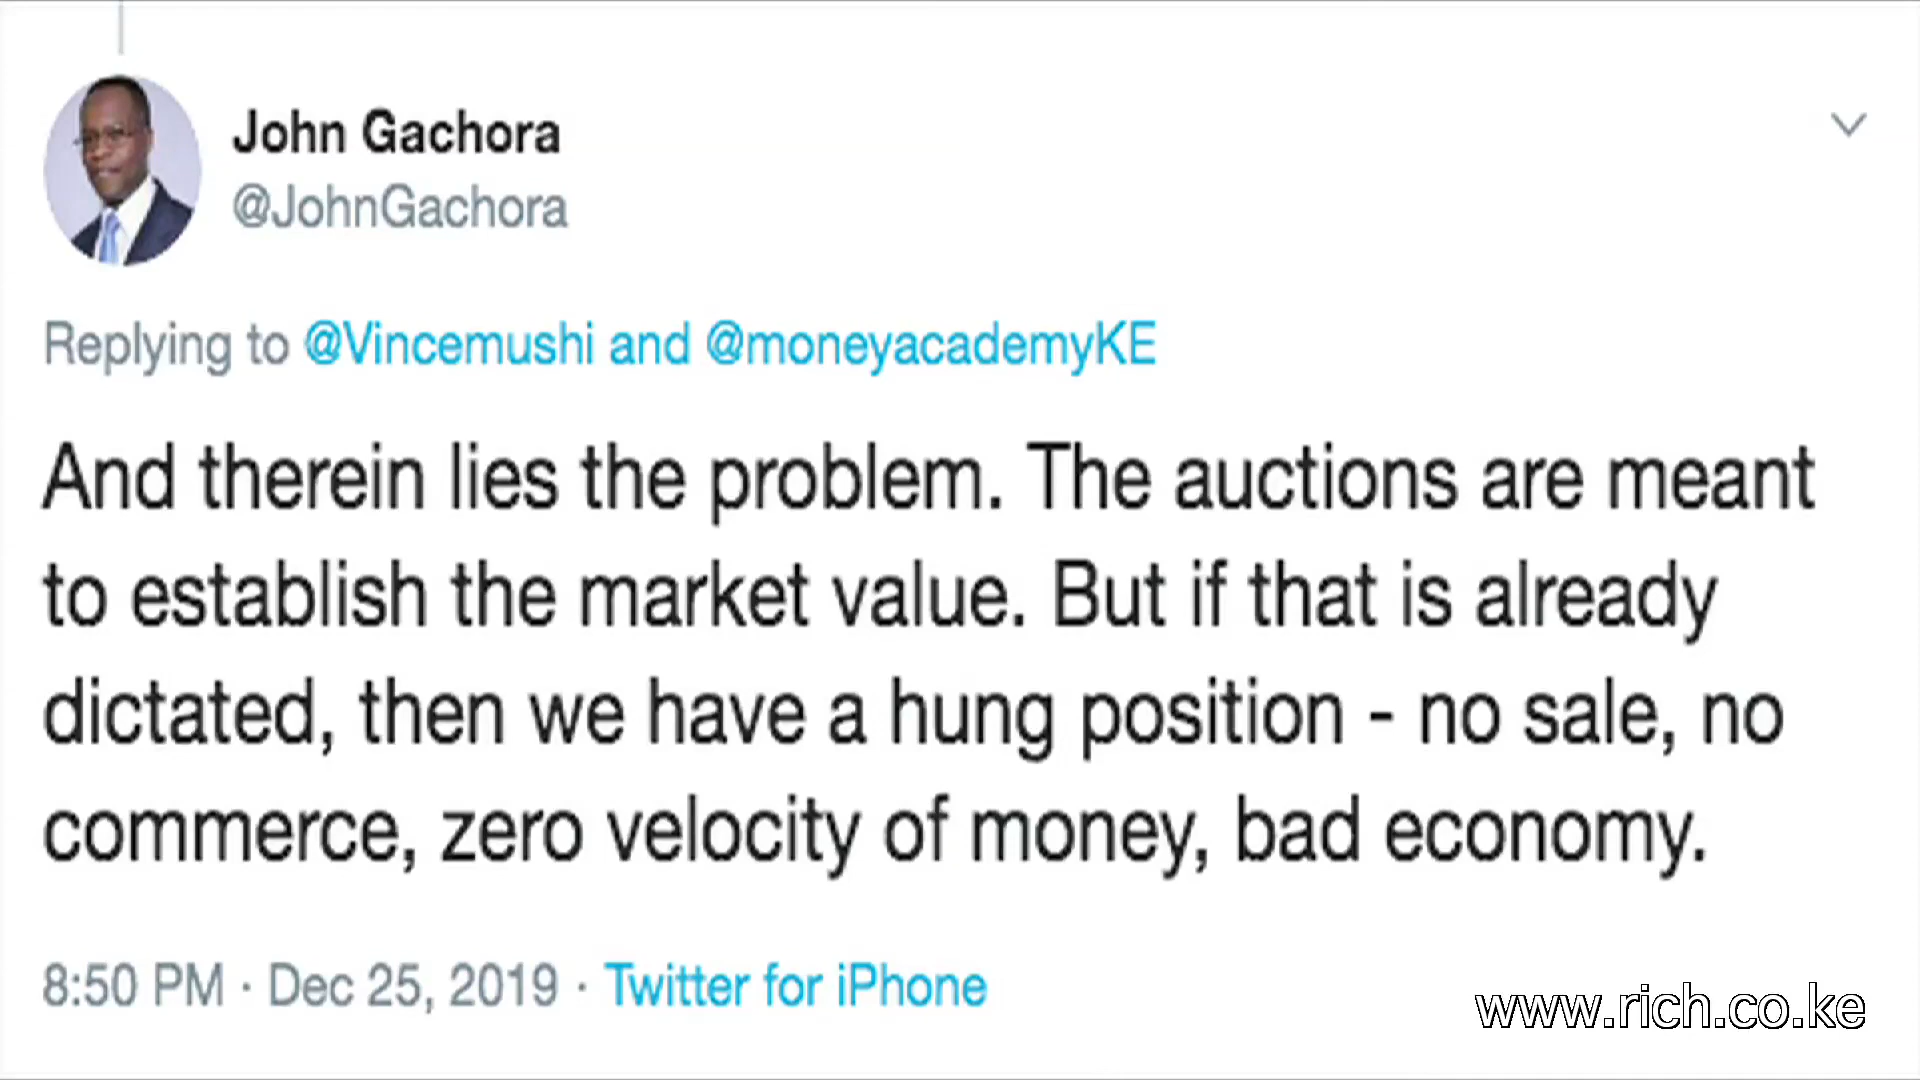 John Gachora
@JohnGachora
Replying to @Vincemushi and @moneyacademyKE
And therein lies the problem. The auctions are meant
to establish the market value. But if that is already
dictated, then we have a hung position - no sale, no
commerce, zero velocity of money, bad economy.
8:50 PM · Dec 25, 2019 · Twitter for iPhone
www.rich.co.ke